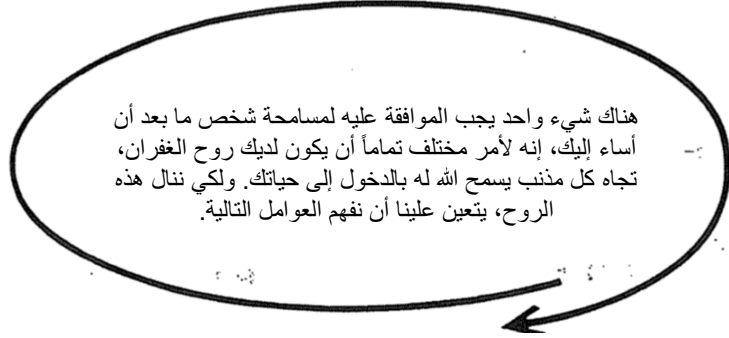 هناك شيء واحد يجب الموافقة عليه لمسامحة شخص ما بعد أن
أساء إليك، إنه لأمر مختلف تماماً أن يكون لديك روح الغفران،
تجاه كل مذنب يسمح الله له بالدخول إلى حياتك. ولكي ننال هذه
الروح، يتعين علينا أن نفهم العوامل التالية.